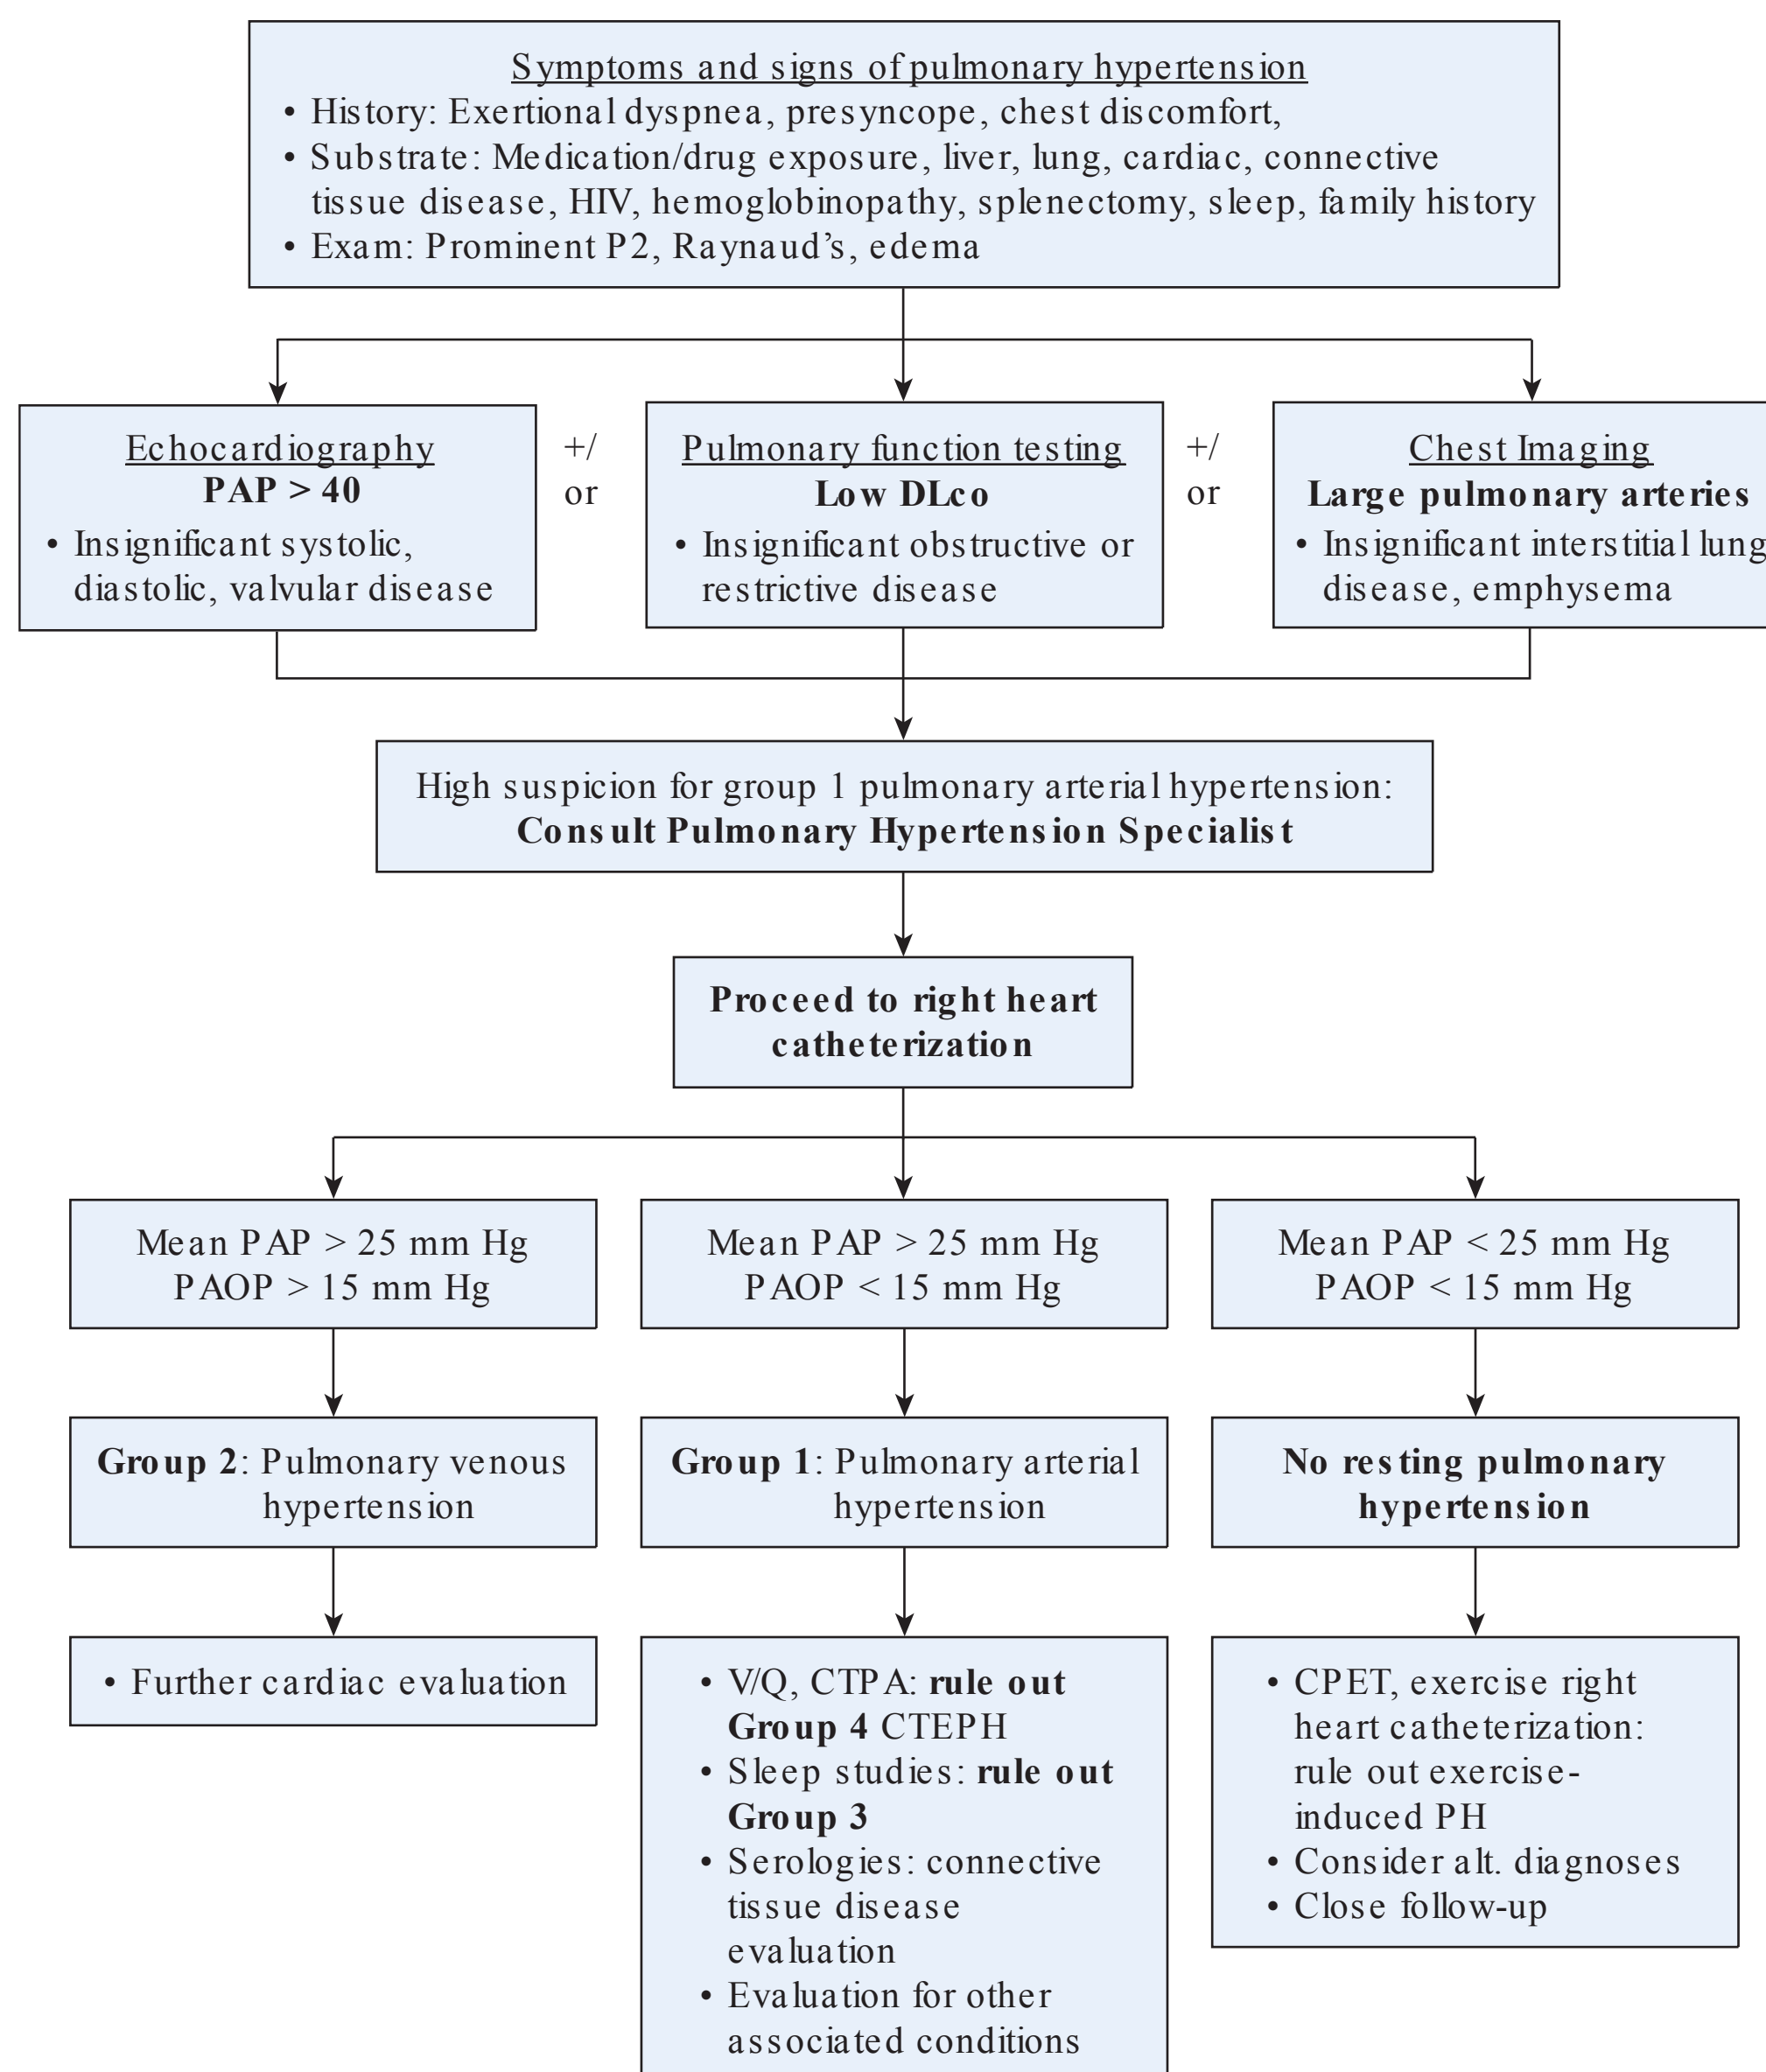 Symptoms and signs of pulmonary hypertension
• History: Exertional dyspnea, presyncope, chest discomfort,
• Substrate: Medication/drug exposure, liver, lung, cardiac, connective
tissue disease, HIV, hemoglobinopathy, splenectomy, sleep, family history
• Exam: Prominent P2, Raynaud’s, edema
Echocardiography
PAP > 40
• Insignificant systolic,
diastolic, valvular disease
+/
or
Pulmonary function testing
Low DLco
• Insignificant obstructive or
restrictive disease
+/
or
Chest Imaging
Large pulmonary arteries
• Insignificant interstitial lung
disease, emphysema
High suspicion for group 1 pulmonary arterial hypertension:
Consult Pulmonary Hypertension Specialist
Proceed to right heart
catheterization
Mean PAP > 25 mm Hg
PAOP > 15 mm Hg
Mean PAP > 25 mm Hg
PAOP < 15 mm Hg
Mean PAP < 25 mm Hg
PAOP < 15 mm Hg
Group 2: Pulmonary venous
hypertension
Group 1: Pulmonary arterial
hypertension
No resting pulmonary
hypertension
• Further cardiac evaluation
• V/Q, CTPA: rule out
Group 4 CTEPH
• Sleep studies: rule out
Group 3
• Serologies: connective
tissue disease
evaluation
• Evaluation for other
associated conditions
• CPET, exercise right
heart catheterization:
rule out exercise-
induced PH
• Consider alt. diagnoses
• Close follow-up